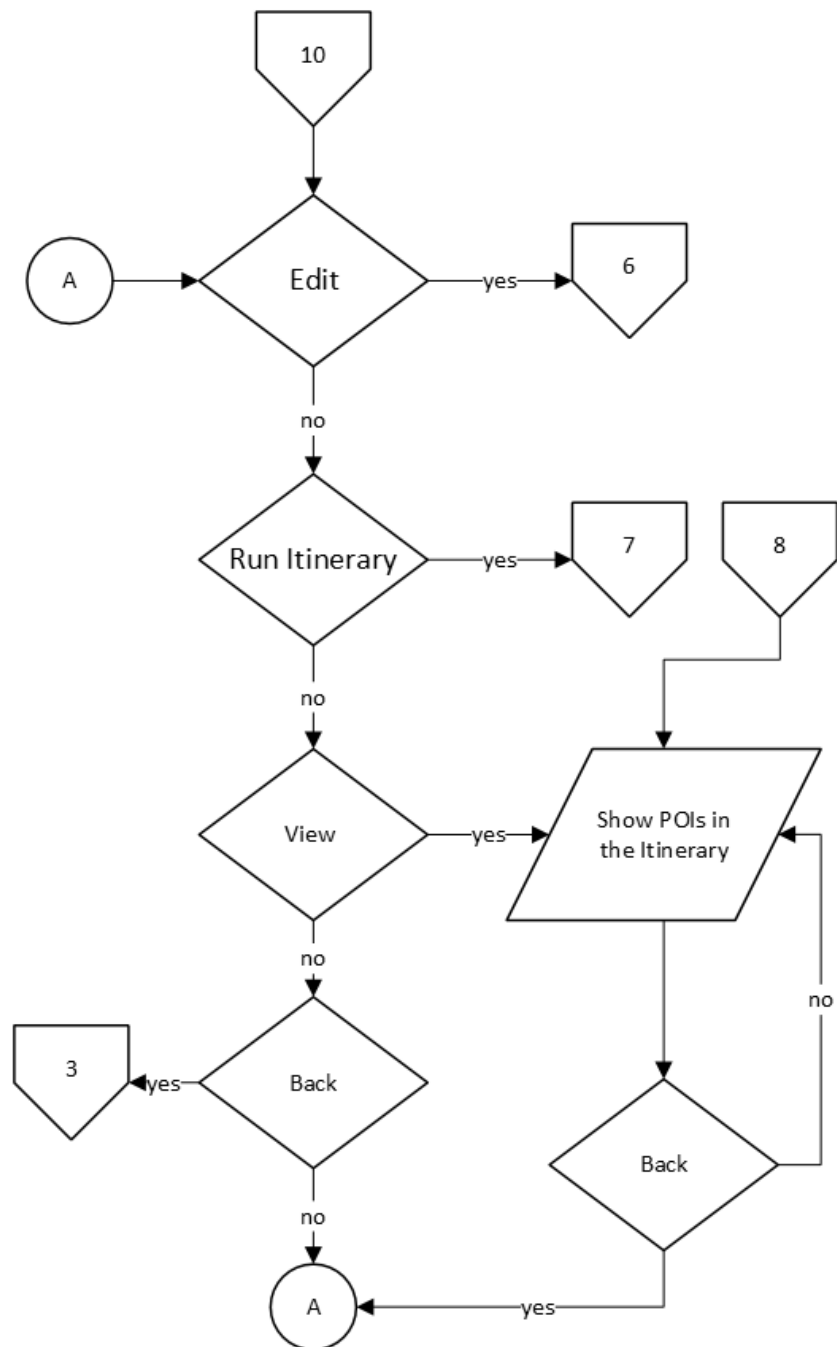 10
A
Edit
yes
6
no
Run Itinerary
yes
7
8
no
View
yes
Show POIs in
the Itinerary
no
no
3
yes
Back
Back
no
A
yes